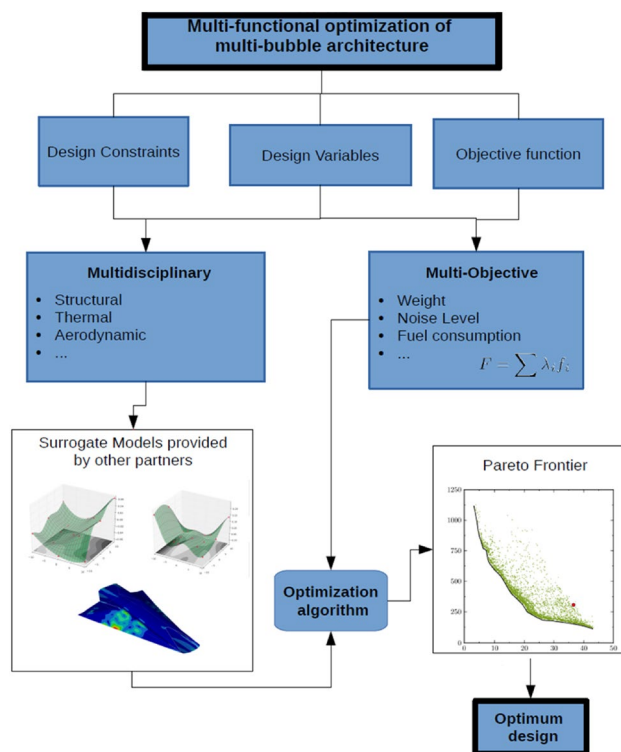 Multi-functional optimization of
multi-bubble architecture
Design Constraints
Design Variables
Objective function
Multidisciplinary
• Structural
• Thermal
• Aerodynamic
• ...
Multi-Objective
• Weight
• Noise Level
• Fuel consumption
• ...
F = ∑ λᵢfᵢ
Surrogate Models provided
by other partners
Optimization
algorithm
Pareto Frontier
1250
1000
750
500
250
0
0 10 20 30 40 50
Optimum
design